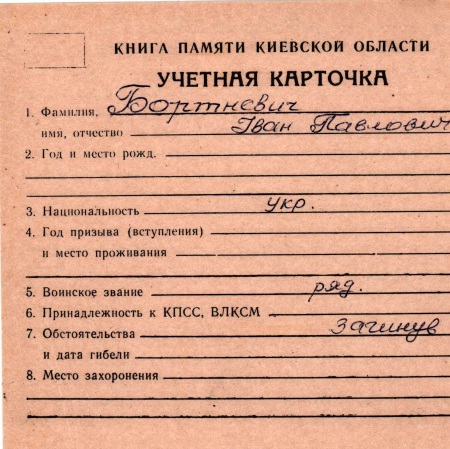 КНИГА ПАМЯТИ КИЕВСКОЙ ОБЛАСТИ
УЧЕТНАЯ КАРТОЧКА
1. Фамилия, Бортневич
имя, отчество Іван Павлович
2. Год и место рожд.
3. Национальность укр.
4. Год призыва (вступления)
и место проживания
5. Воинское звание ряд.
6. Принадлежность к КПСС, ВЛКСМ
7. Обстоятельства загинув
и дата гибели
8. Место захоронения